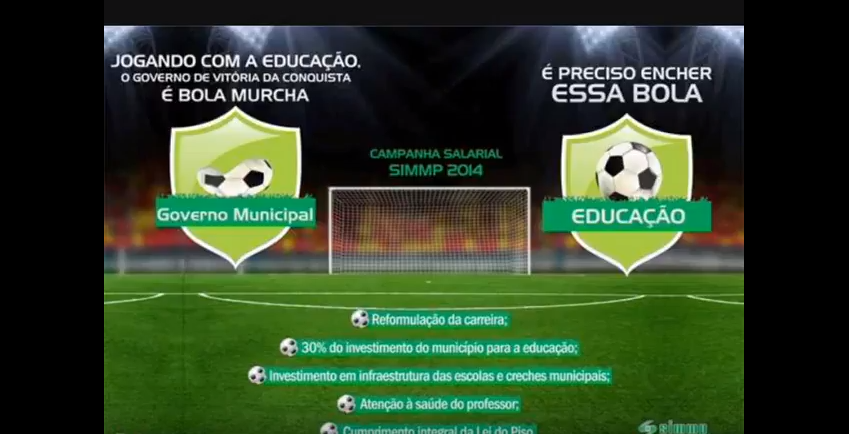 JOGANDO COM A EDUCAÇÃO,
O GOVERNO DE VITÓRIA DA CONQUISTA
É BOLA MURCHA
É PRECISO ENCHER
ESSA BOLA
CAMPANHA SALARIAL
SIMMP 2014
Governo Municipal
EDUCAÇÃO
Reformulação da carreira;
30% do investimento do município para a educação;
Investimento em infraestrutura das escolas e creches municipais;
Atenção à saúde do professor;
Cumprimento integral da Lei do Piso
simmp